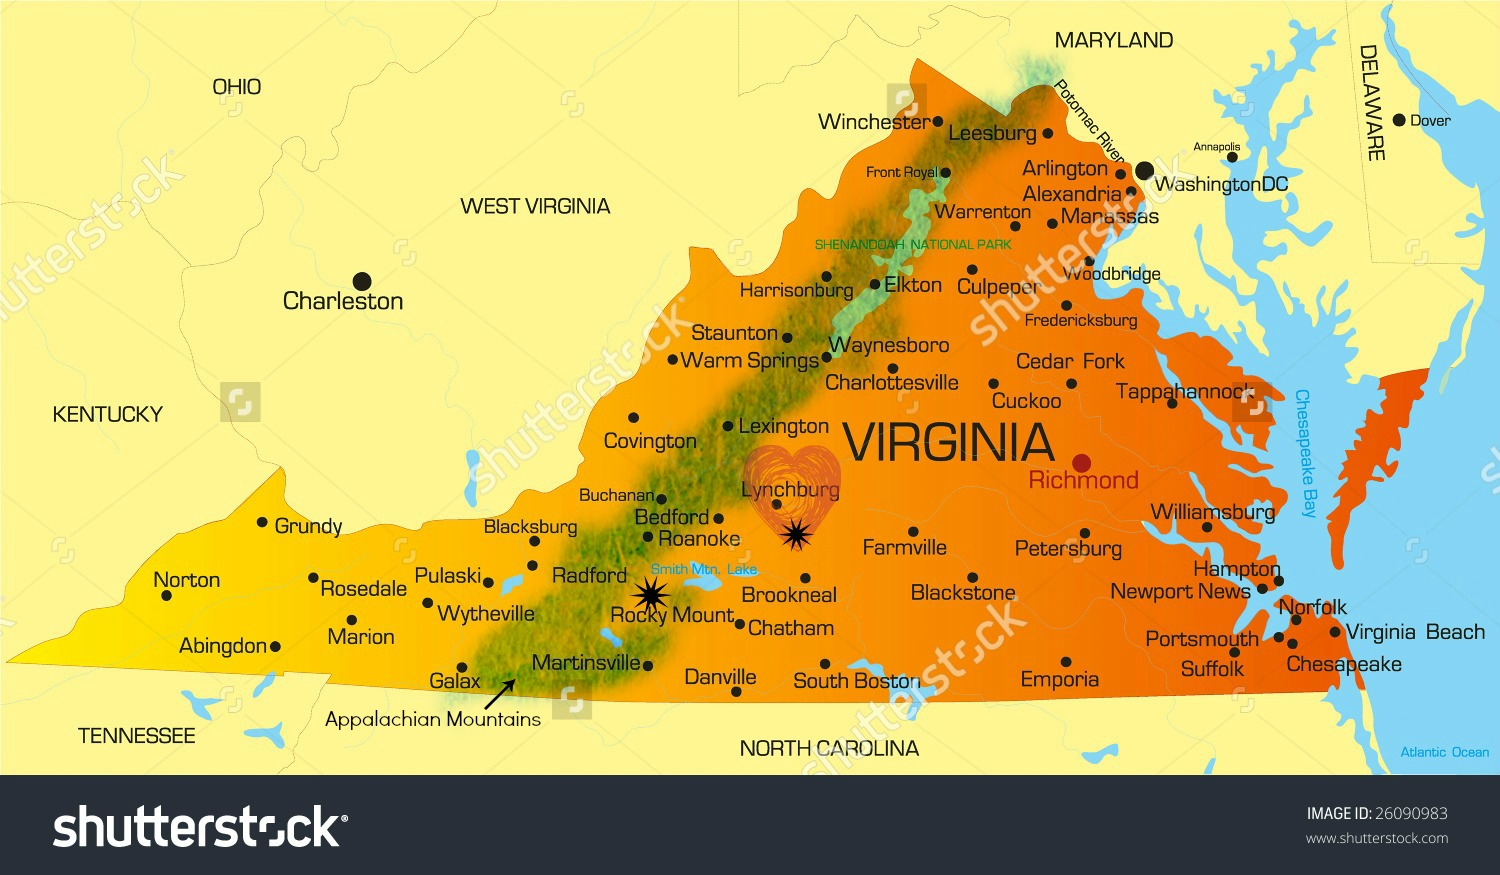 MARYLAND
OHIO
DELAWARE
Potomac River
Winchester
Leesburg
Dover
Annapolis
Front Royal
Arlington
WashingtonDC
Alexandria
WEST VIRGINIA
Warrenton
Manassas
SHENANDOAH NATIONAL PARK
Woodbridge
Harrisonburg
Elkton
Culpeper
Charleston
Fredericksburg
Staunton
Waynesboro
Warm Springs
Cedar Fork
Charlottesville
Tappahannock
Cuckoo
KENTUCKY
Chesapeake Bay
Lexington
Covington
VIRGINIA
Richmond
Lynchburg
Buchanan
Williamsburg
Bedford
Grundy
Blacksburg
Roanoke
Farmville
Petersburg
Smith Mtn. Lake
Hampton
Norton
Pulaski
Radford
Rosedale
Brookneal
Blackstone
Newport News
Norfolk
Wytheville
Rocky Mount
Chatham
Marion
Virginia Beach
Portsmouth
Abingdon
Martinsville
Chesapeake
Suffolk
Galax
Danville
South Boston
Emporia
Appalachian Mountains
TENNESSEE
NORTH CAROLINA
Atlantic Ocean
shutterstock
shutterstock
shutterstock
shutterstock
shutterstock
shutterstock®
IMAGE ID: 26090983
www.shutterstock.com